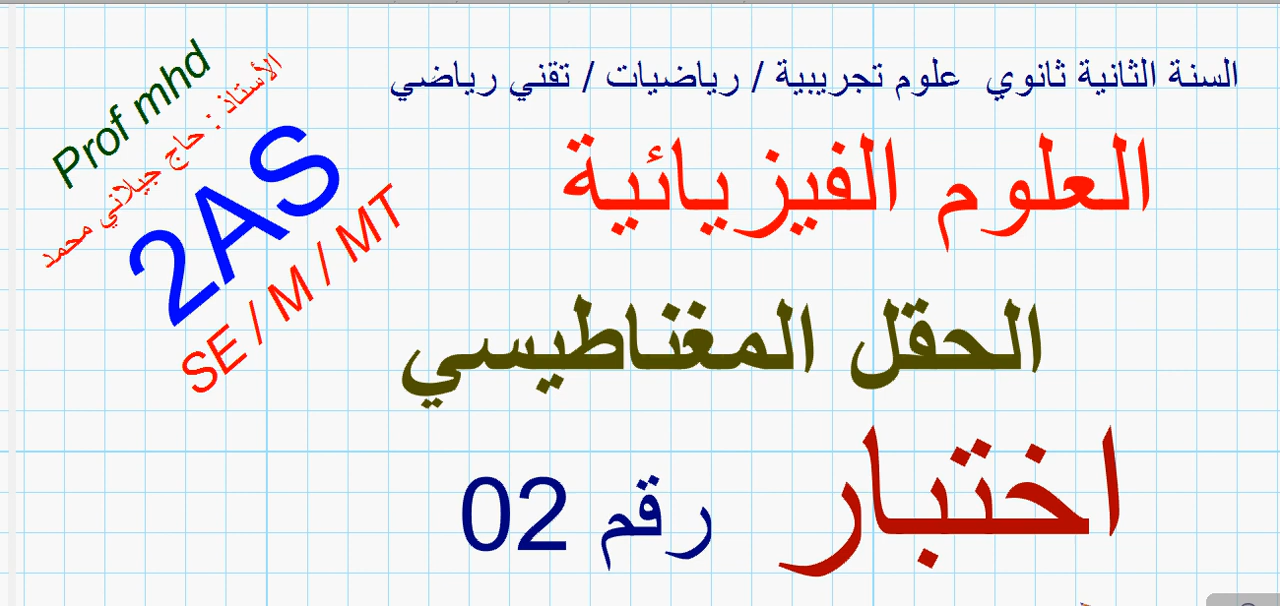 السنة الثانية ثانوي علوم تجريبية / رياضيات / تقني رياضي
Prof mhd
الأستاذ : حاج جيلاني محمد
2AS
SE / M / MT
العلوم الفيزيائية
الحقل المغناطيسي
اختبار رقم 02